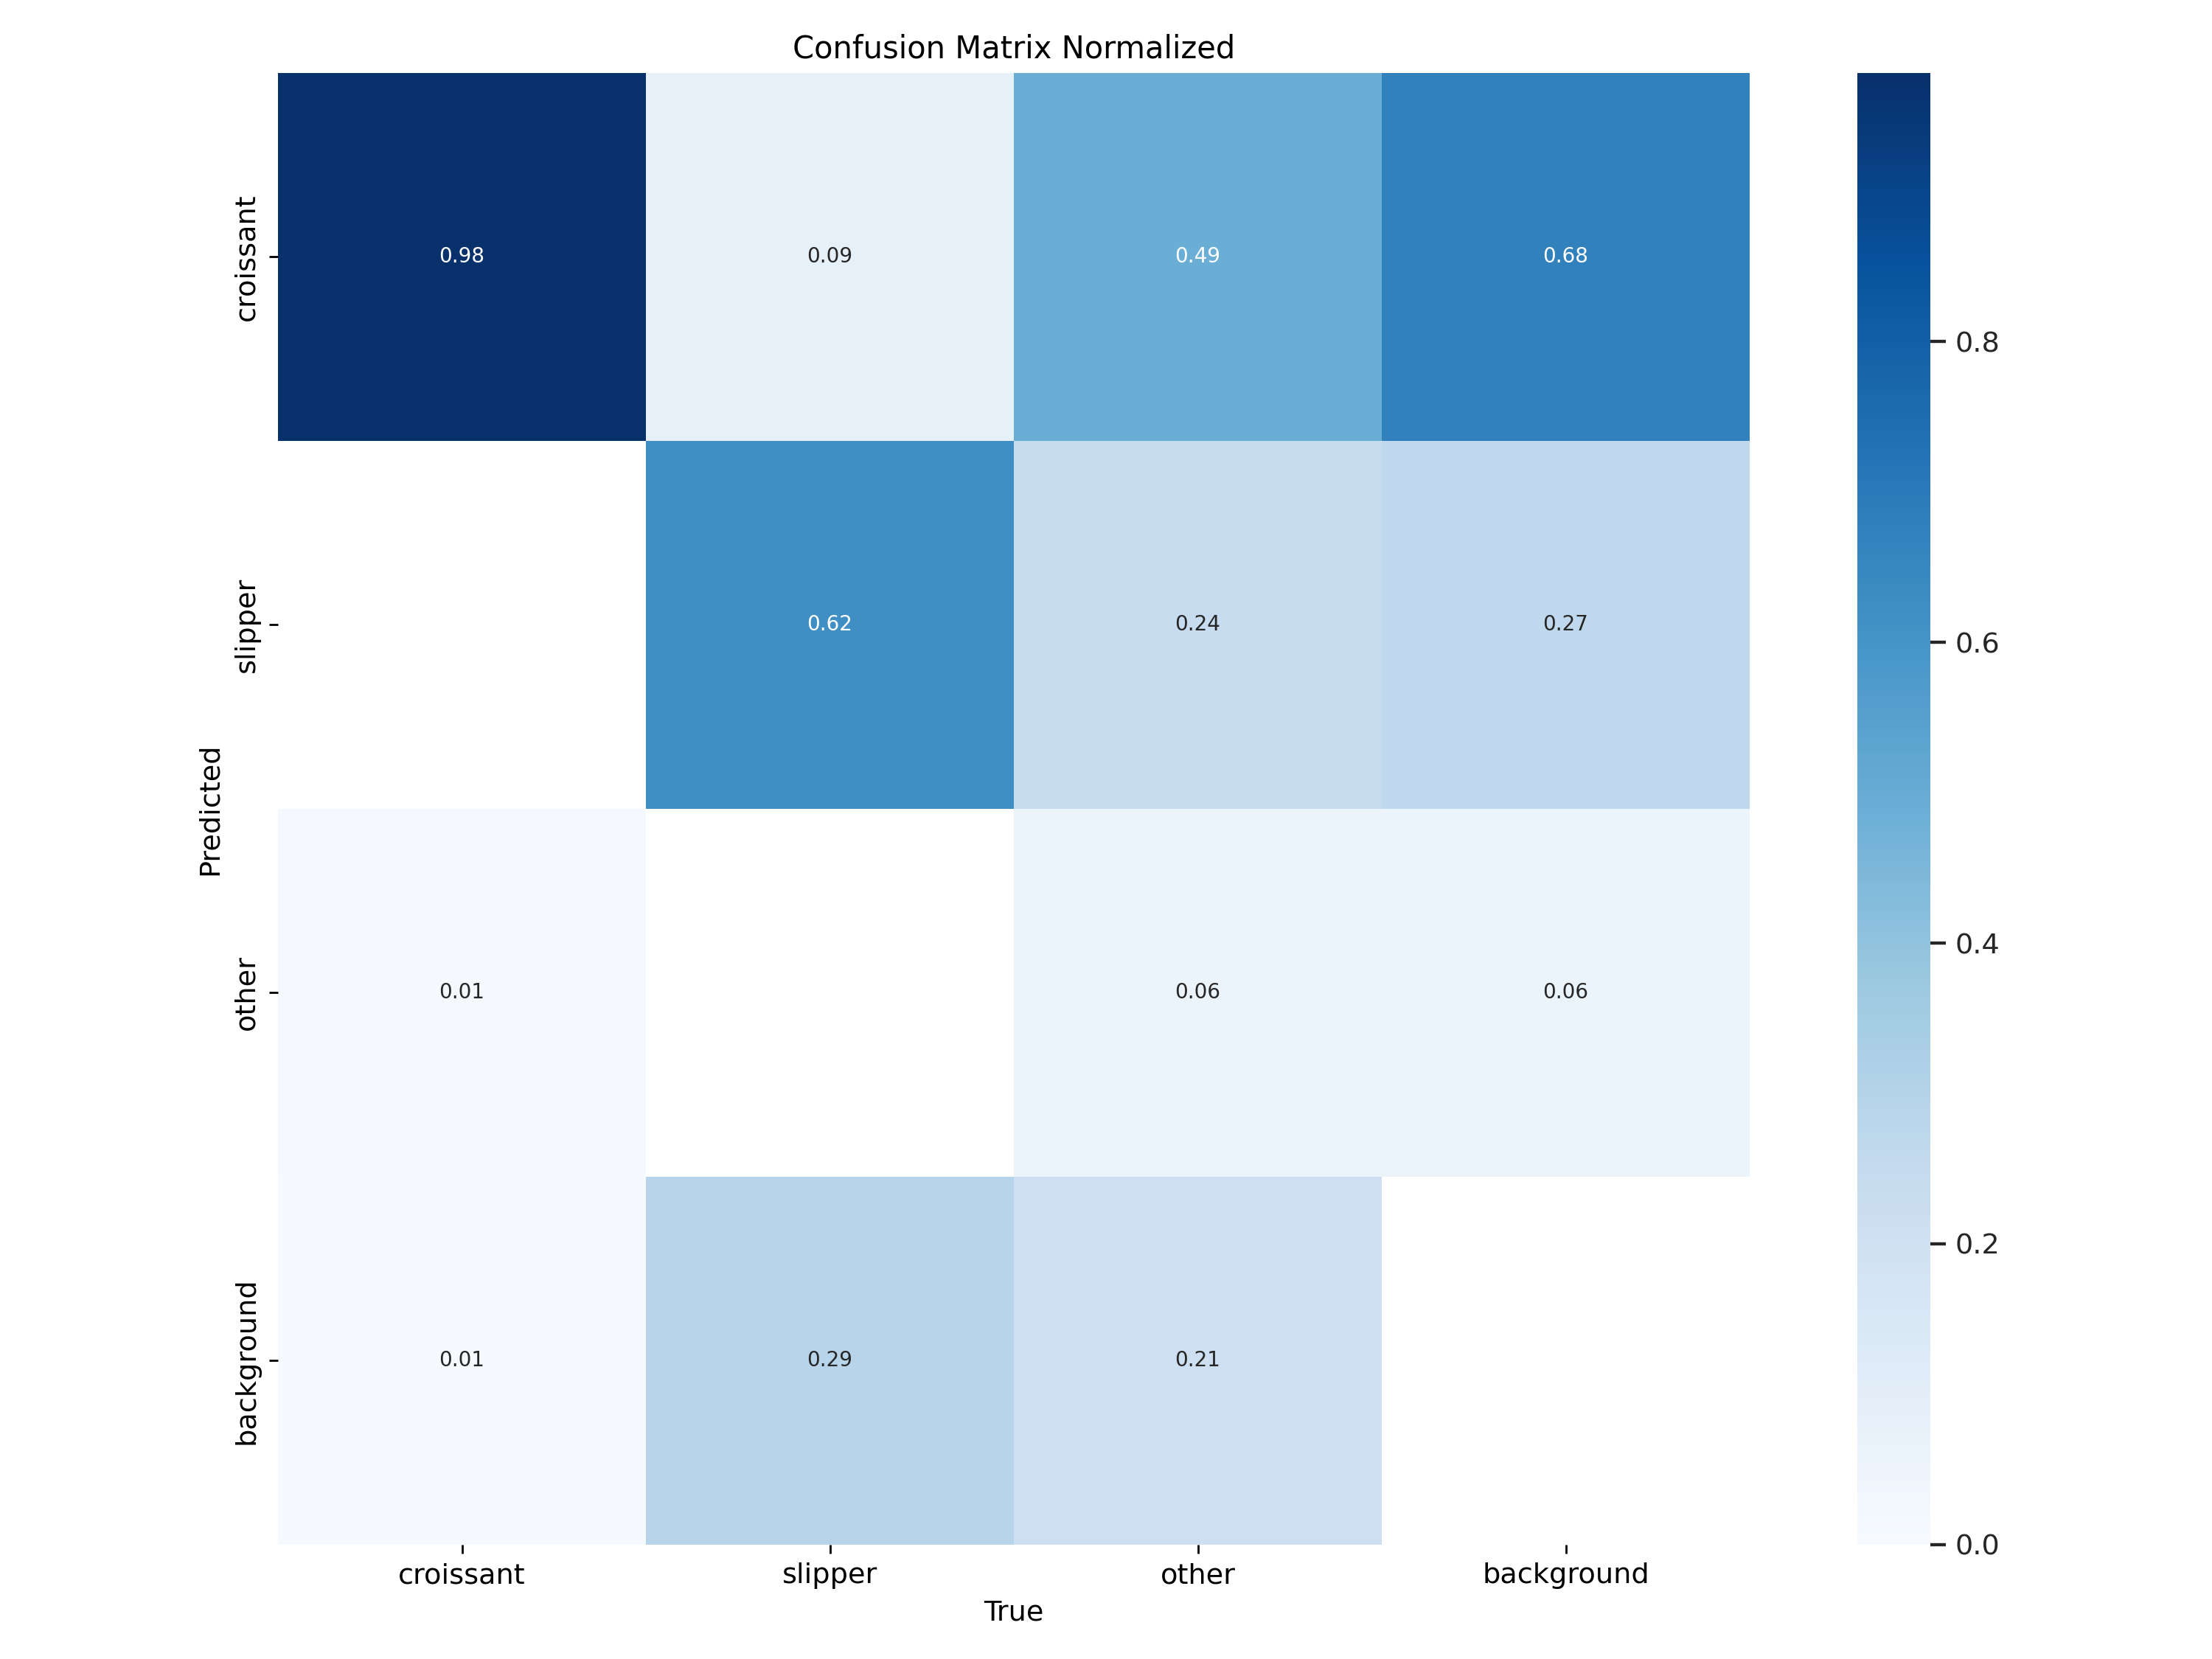 Confusion Matrix Normalized
croissant
0.98
0.09
0.49
0.68
slipper
0.62
0.24
0.27
other
0.01
0.06
0.06
background
0.01
0.29
0.21
Predicted
croissant
slipper
other
background
True
0.8
0.6
0.4
0.2
0.0